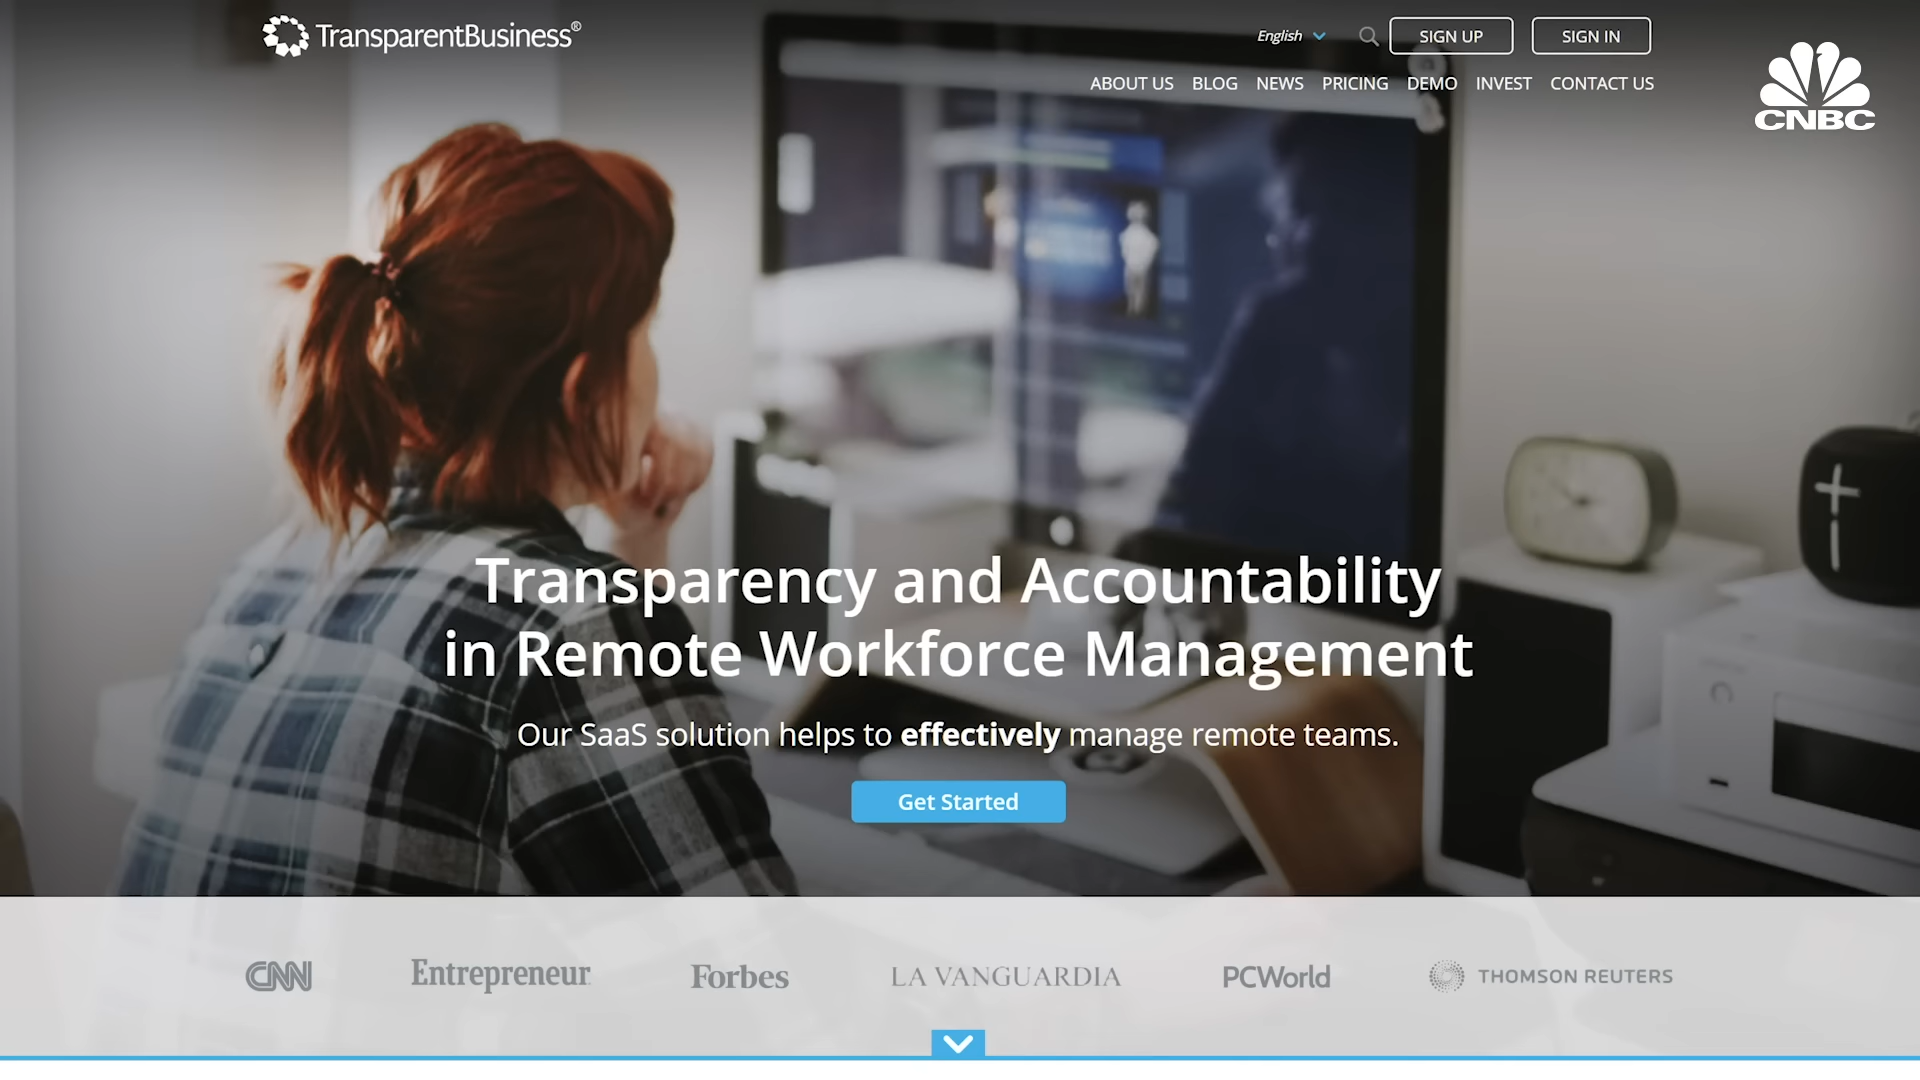 TransparentBusiness®
English
SIGN UP
SIGN IN
ABOUT US BLOG NEWS PRICING DEMO INVEST CONTACT US
CNBC
Transparency and Accountability
in Remote Workforce Management
Our SaaS solution helps to effectively manage remote teams.
Get Started
CNN
Entrepreneur
Forbes
LA VANGUARDIA
PCWorld
THOMSON REUTERS